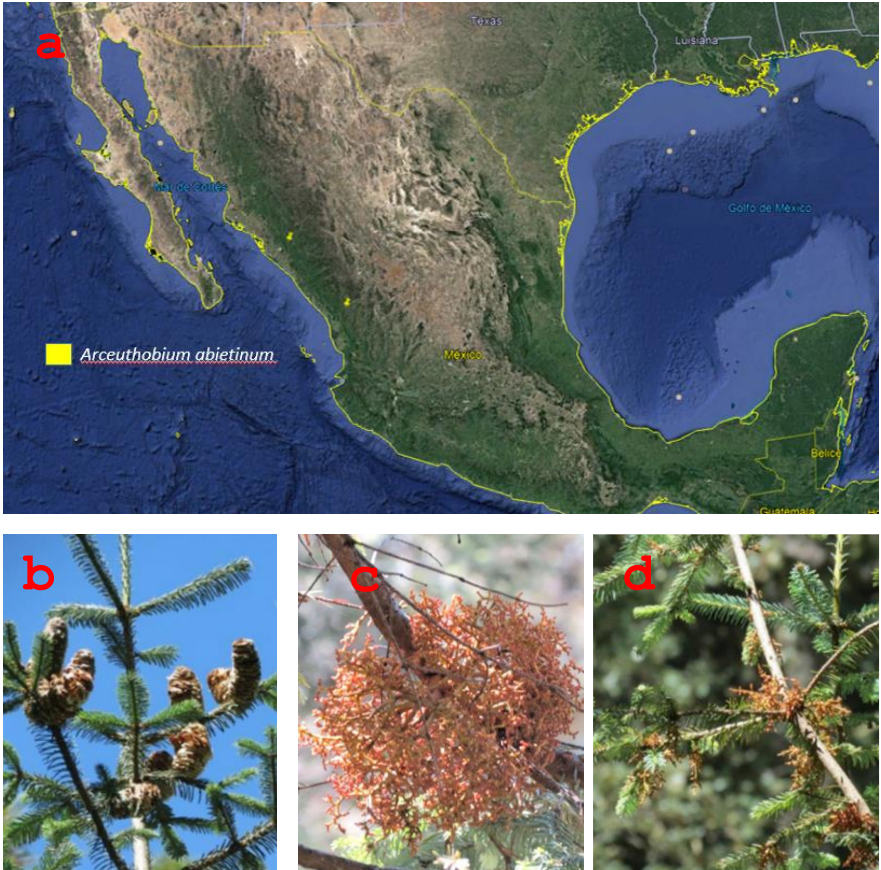 a
Texas
Luisiana
Mar de Cortés
Golfo de México
Arceuthobium abietinum
México
Belice
Guatemala
b
c
d